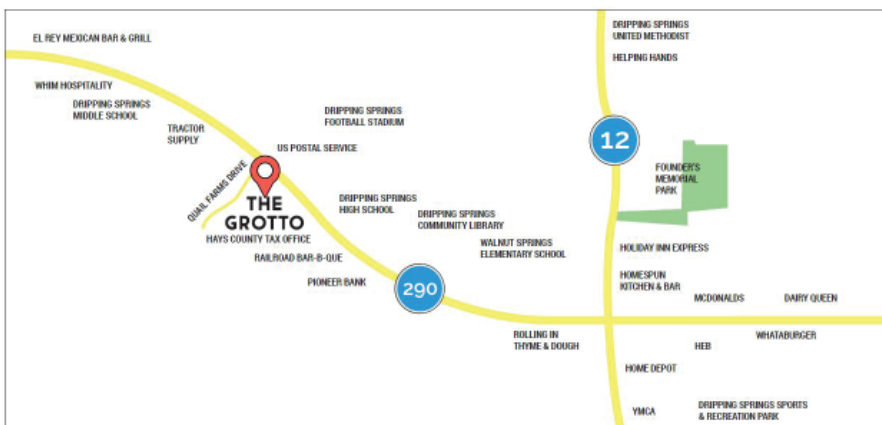 DRIPPING SPRINGS
UNITED METHODIST
EL REY MEXICAN BAR & GRILL
HELPING HANDS
WHIM HOSPITALITY
DRIPPING SPRINGS
MIDDLE SCHOOL
DRIPPING SPRINGS
FOOTBALL STADIUM
TRACTOR
SUPPLY
12
US POSTAL SERVICE
FOUNDER'S
MEMORIAL
PARK
QUAIL FARMS DRIVE
THE
GROTTO
HAYS COUNTY TAX OFFICE
DRIPPING SPRINGS
HIGH SCHOOL
DRIPPING SPRINGS
COMMUNITY LIBRARY
WALNUT SPRINGS
ELEMENTARY SCHOOL
HOLIDAY INN EXPRESS
RAILROAD BAR-B-QUE
PIONEER BANK
290
HOMESPUN
KITCHEN & BAR
MCDONALDS
DAIRY QUEEN
ROLLING IN
THYME & DOUGH
WHATABURGER
HEB
HOME DEPOT
YMCA
DRIPPING SPRINGS SPORTS
& RECREATION PARK